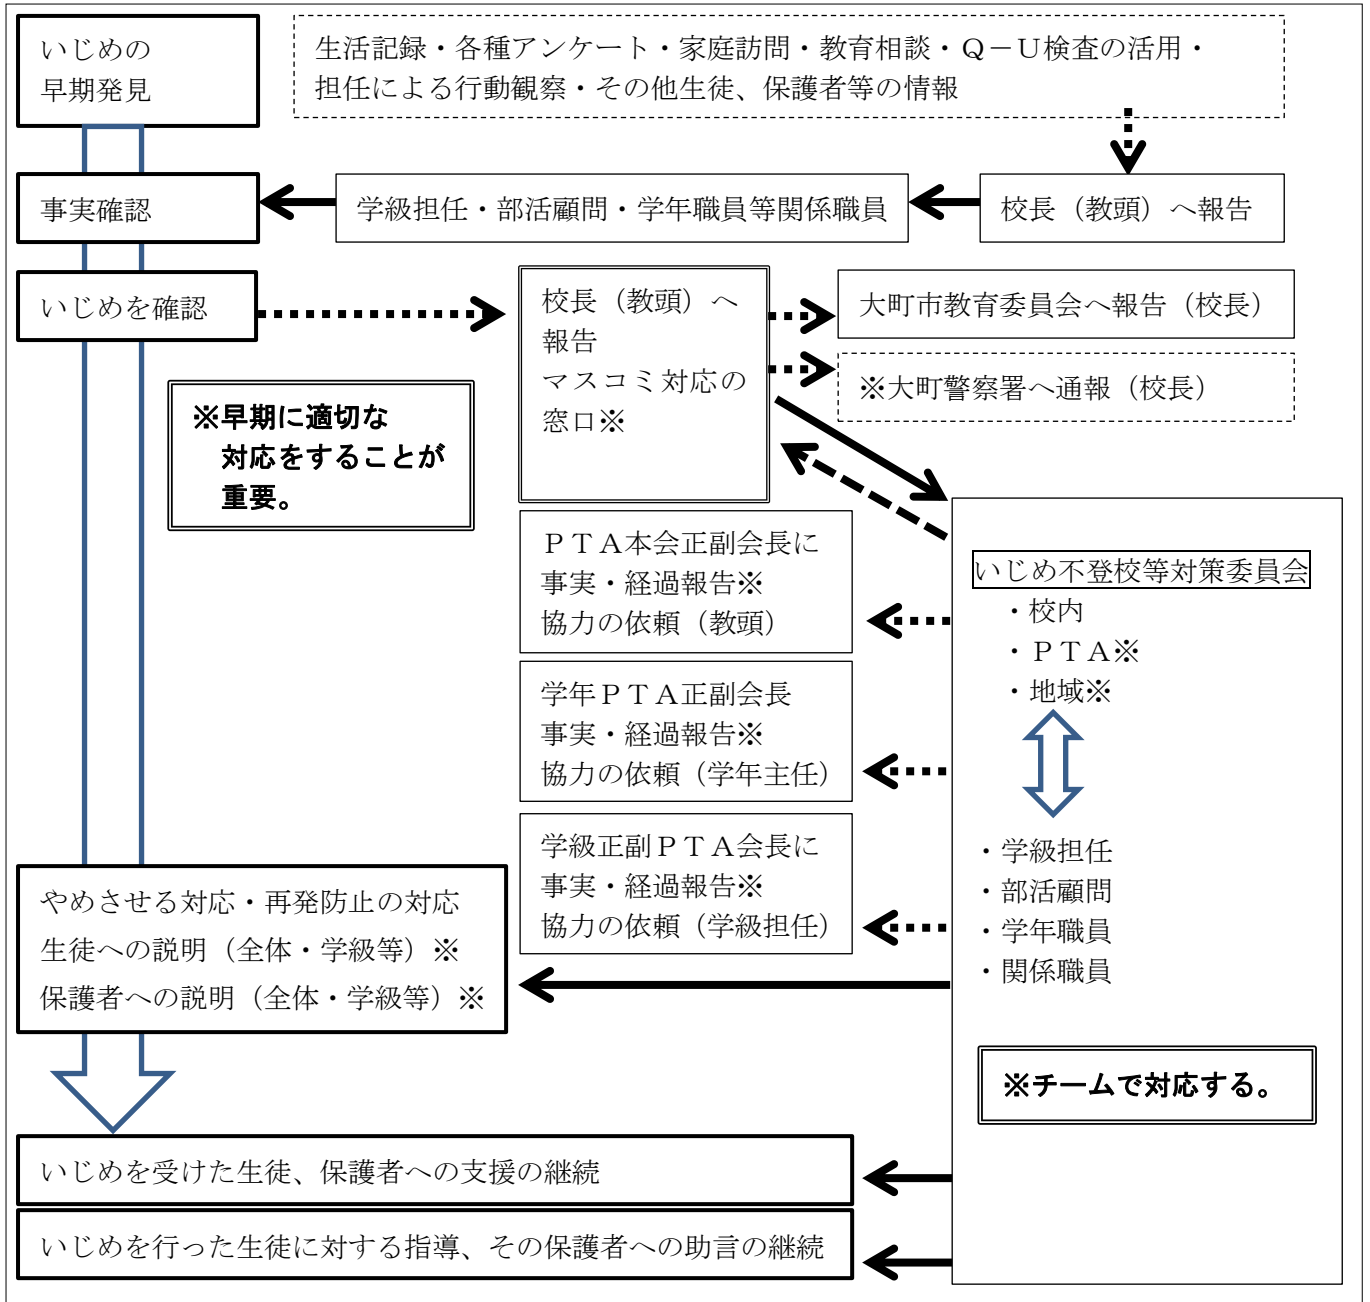 いじめの
早期発見
生活記録・各種アンケート・家庭訪問・教育相談・Ｑ－Ｕ検査の活用・
担任による行動観察・その他生徒、保護者等の情報
事実確認
学級担任・部活顧問・学年職員等関係職員
校長（教頭）へ報告
いじめを確認
校長（教頭）へ
報告
マスコミ対応の
窓口※
大町市教育委員会へ報告（校長）
※大町警察署へ通報（校長）
※早期に適切な
対応をすることが
重要。
ＰＴＡ本会正副会長に
事実・経過報告※
協力の依頼（教頭）
学年ＰＴＡ正副会長
事実・経過報告※
協力の依頼（学年主任）
学級正副ＰＴＡ会長に
事実・経過報告※
協力の依頼（学級担任）
いじめ不登校等対策委員会
・校内
・ＰＴＡ※
・地域※
・学級担任
・部活顧問
・学年職員
・関係職員
※チームで対応する。
やめさせる対応・再発防止の対応
生徒への説明（全体・学級等）※
保護者への説明（全体・学級等）※
いじめを受けた生徒、保護者への支援の継続
いじめを行った生徒に対する指導、その保護者への助言の継続